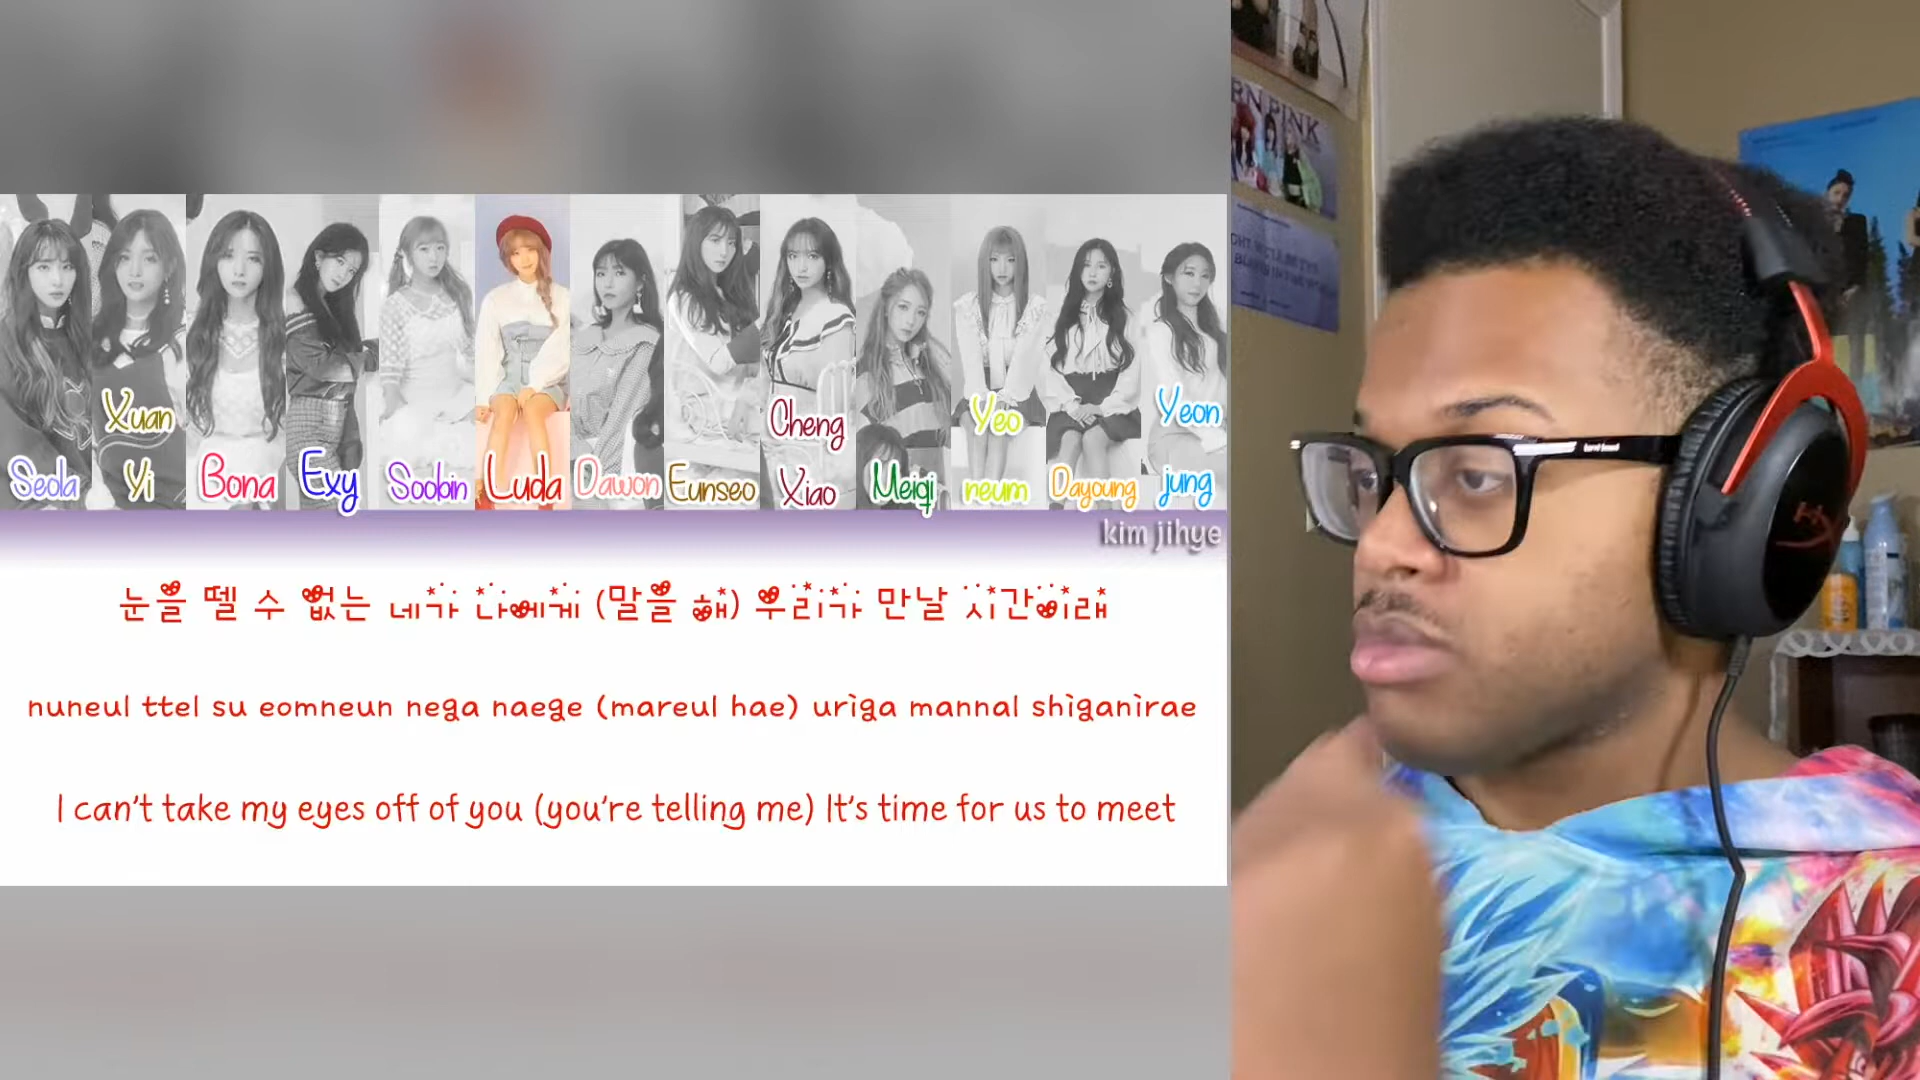 Seola
Xuan
Yi
Bona
Exy
Soobin
Luda
Dawon
Eunseo
Cheng
Xiao
Meiqi
Yeo
reum
Dayoung
Yeon
jung
kim jihye
눈을 뗄 수 없는 네가 나에게 (말을 해) 우리가 만날 시간이래
nuneul ttel su eomneun nega naege (mareul hae) uriga mannal shiganirae
I can't take my eyes off of you (you're telling me) It's time for us to meet
RN PINK